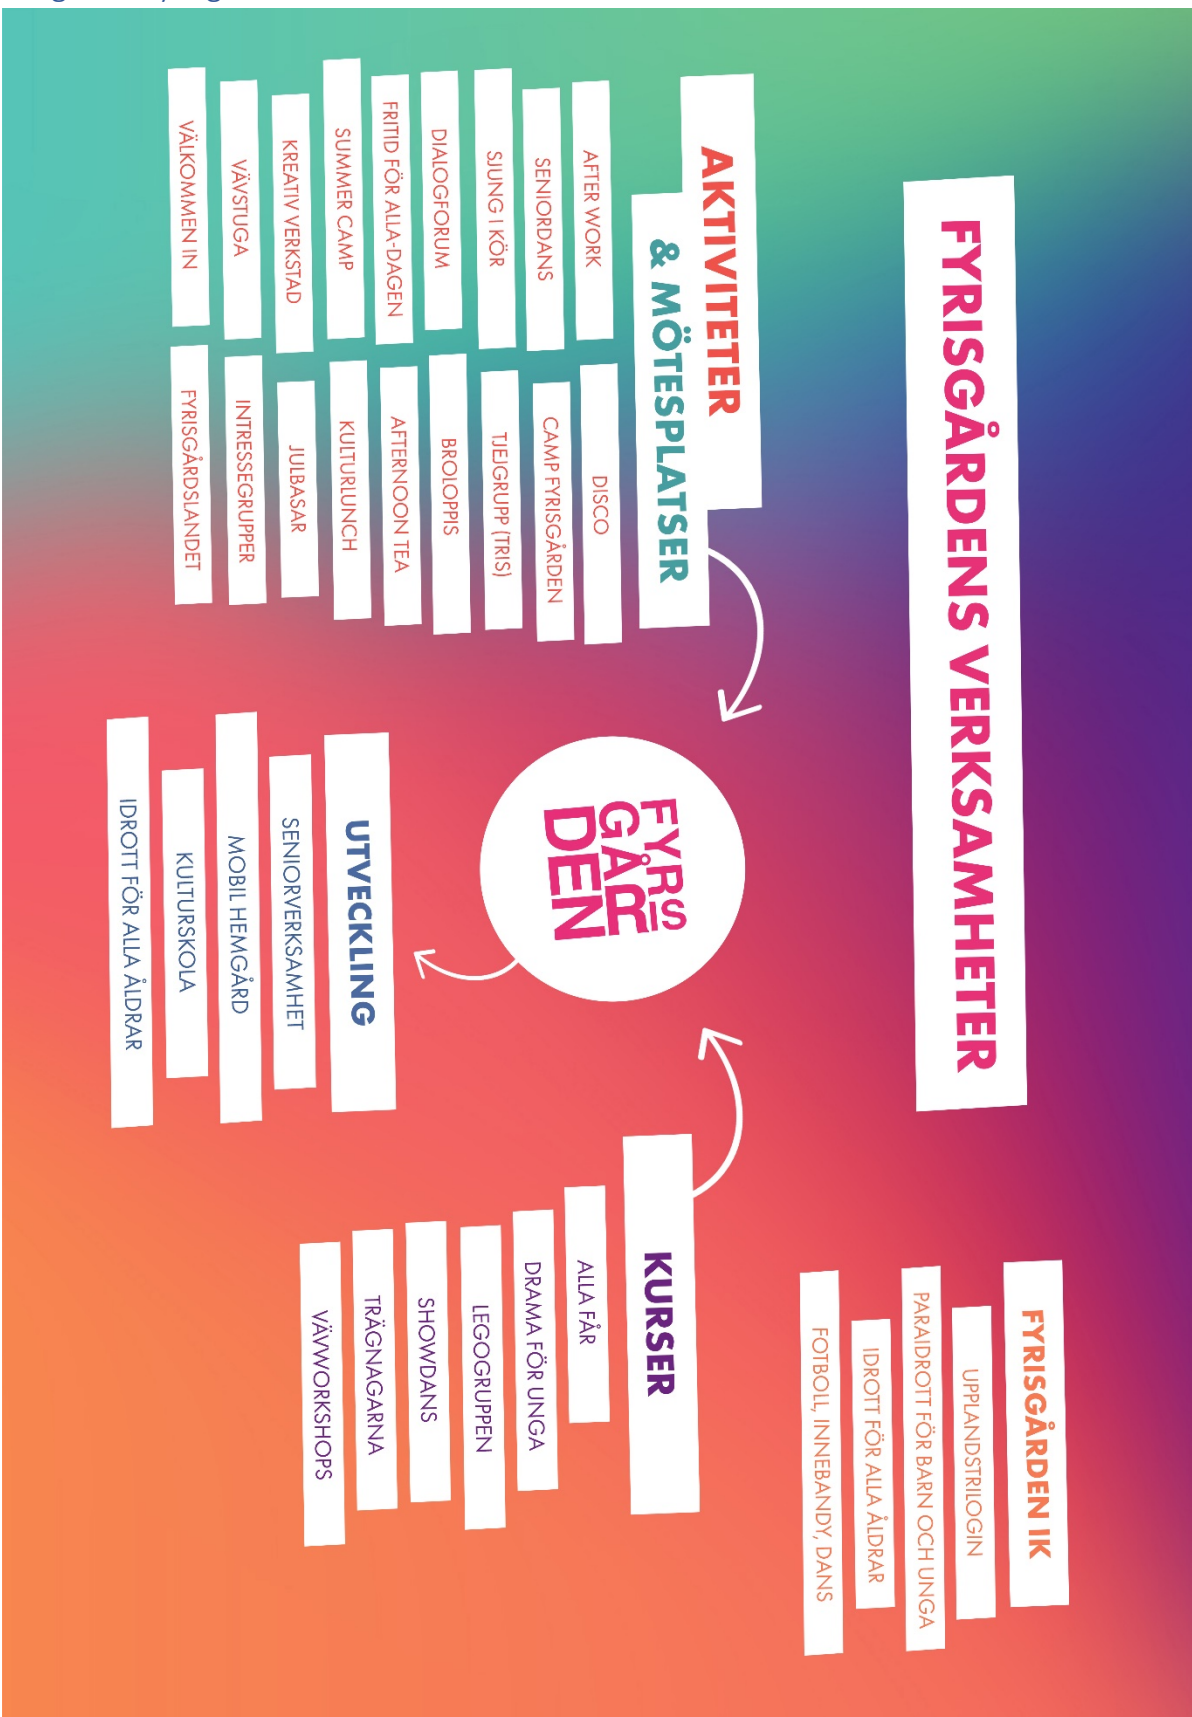 FYRISGÅRDENS VERKSAMHETER
AKTIVITETER
& MÖTESPLATSER
AFTER WORK
SENIORDANS
SJUNG I KÖR
DIALOGFORUM
FRITID FÖR ALLA-DAGEN
SUMMER CAMP
KREATIV VERKSTAD
VÄVSTUGA
VÄLKOMMEN IN
DISCO
CAMP FYRISGÅRDEN
TJEJGRUPP (TRIS)
BROLOPPIS
AFTERNOON TEA
KULTURLUNCH
JULBASAR
INTRESSEGRUPPER
FYRISGÅRDSLANDET
FYRIS
GÅR
DEN
UTVECKLING
SENIORVERKSAMHET
MOBIL HEMGÅRD
KULTURSKOLA
IDROTT FÖR ALLA ÅLDRAR
KURSER
ALLA FÅR
DRAMA FÖR UNGA
LEGOGRUPPEN
SHOWDANS
TRÄGNAGARNA
VÄVWORKSHOPS
FYRISGÅRDEN IK
UPPLANDSTRILOGIN
PARAIDROTT FÖR BARN OCH UNGA
IDROTT FÖR ALLA ÅLDRAR
FOTBOLL, INNEBANDY, DANS